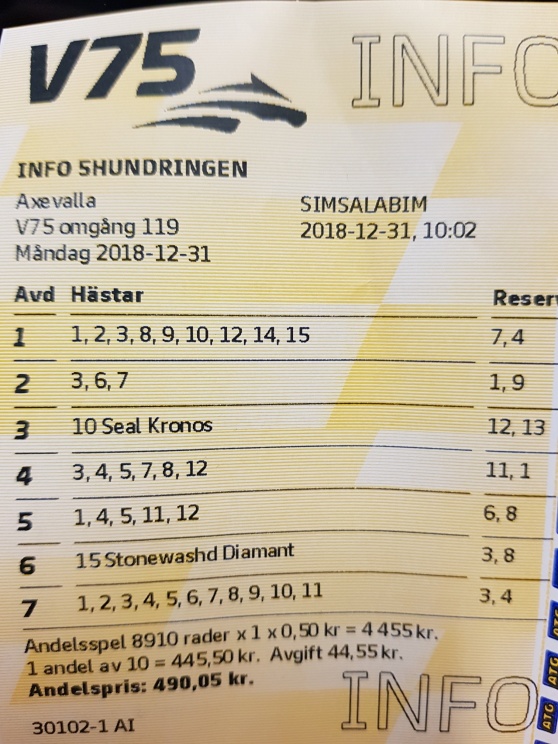 V75
INFO
INFO 5HUNDRINGEN
Axevalla
SIMSALABIM
V75 omgång 119
2018-12-31, 10:02
Måndag 2018-12-31
Avd Hästar Reserv
1 1, 2, 3, 8, 9, 10, 12, 14, 15 7, 4
2 3, 6, 7 1, 9
3 10 Seal Kronos 12, 13
4 3, 4, 5, 7, 8, 12 11, 1
5 1, 4, 5, 11, 12 6, 8
6 15 Stonewashd Diamant 3, 8
7 1, 2, 3, 4, 5, 6, 7, 8, 9, 10, 11 3, 4
Andelsspel 8910 rader x 1 x 0,50 kr = 4 455 kr.
1 andel av 10 = 445,50 kr. Avgift 44,55 kr.
Andelspris: 490,05 kr.
INFO
30102-1 AI
ATG
ATG
ATG